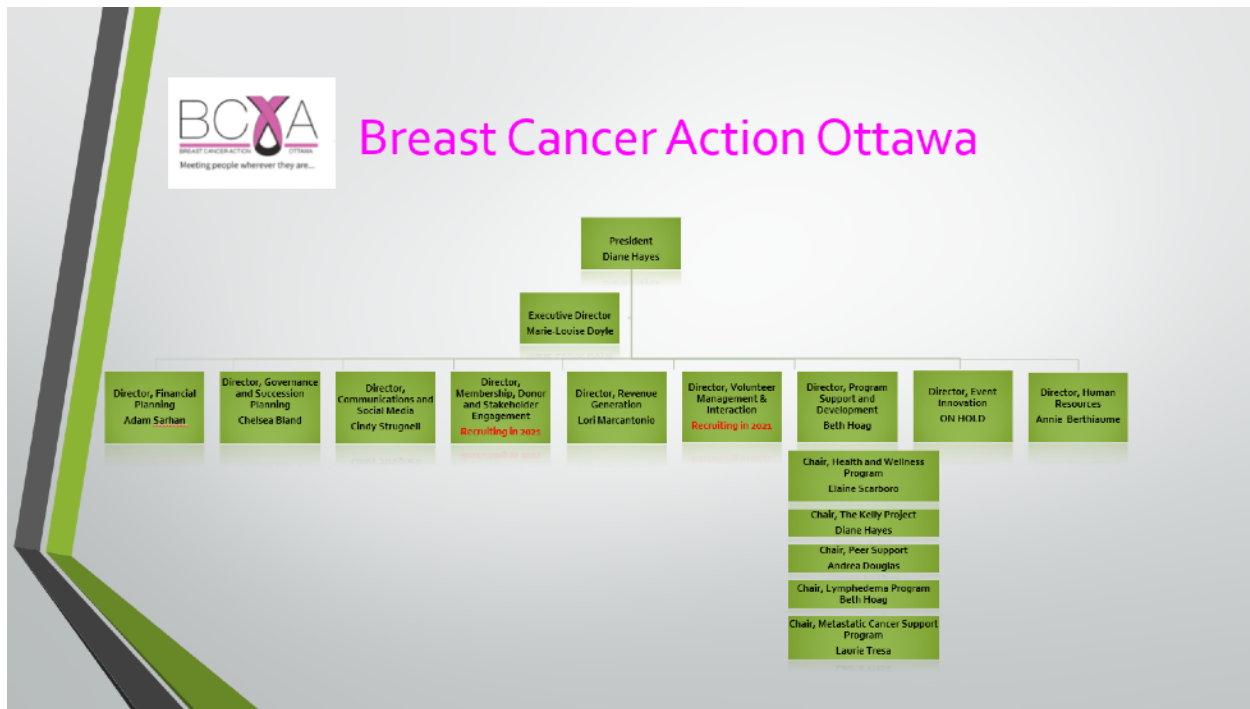 BCA
BREAST CANCER ACTION OTTAWA
Meeting people wherever they are...
Breast Cancer Action Ottawa
President
Diane Hayes
Executive Director
Marie-Louise Doyle
Director, Financial
Planning
Adam Sarhan
Director, Governance
and Succession
Planning
Chelsea Bland
Director,
Communications and
Social Media
Cindy Strugnell
Director,
Membership, Donor
and Stakeholder
Engagement
Recruiting in 2021
Director, Revenue
Generation
Lori Marcantonio
Director, Volunteer
Management &
Interaction
Recruiting in 2021
Director, Program
Support and
Development
Beth Hoag
Director, Event
Innovation
ON HOLD
Director, Human
Resources
Annie Berthiaume
Chair, Health and Wellness
Program
Elaine Scarboro
Chair, The Kelly Project
Diane Hayes
Chair, Peer Support
Andrea Douglas
Chair, Lymphedema Program
Beth Hoag
Chair, Metastatic Cancer Support
Program
Laurie Tresa